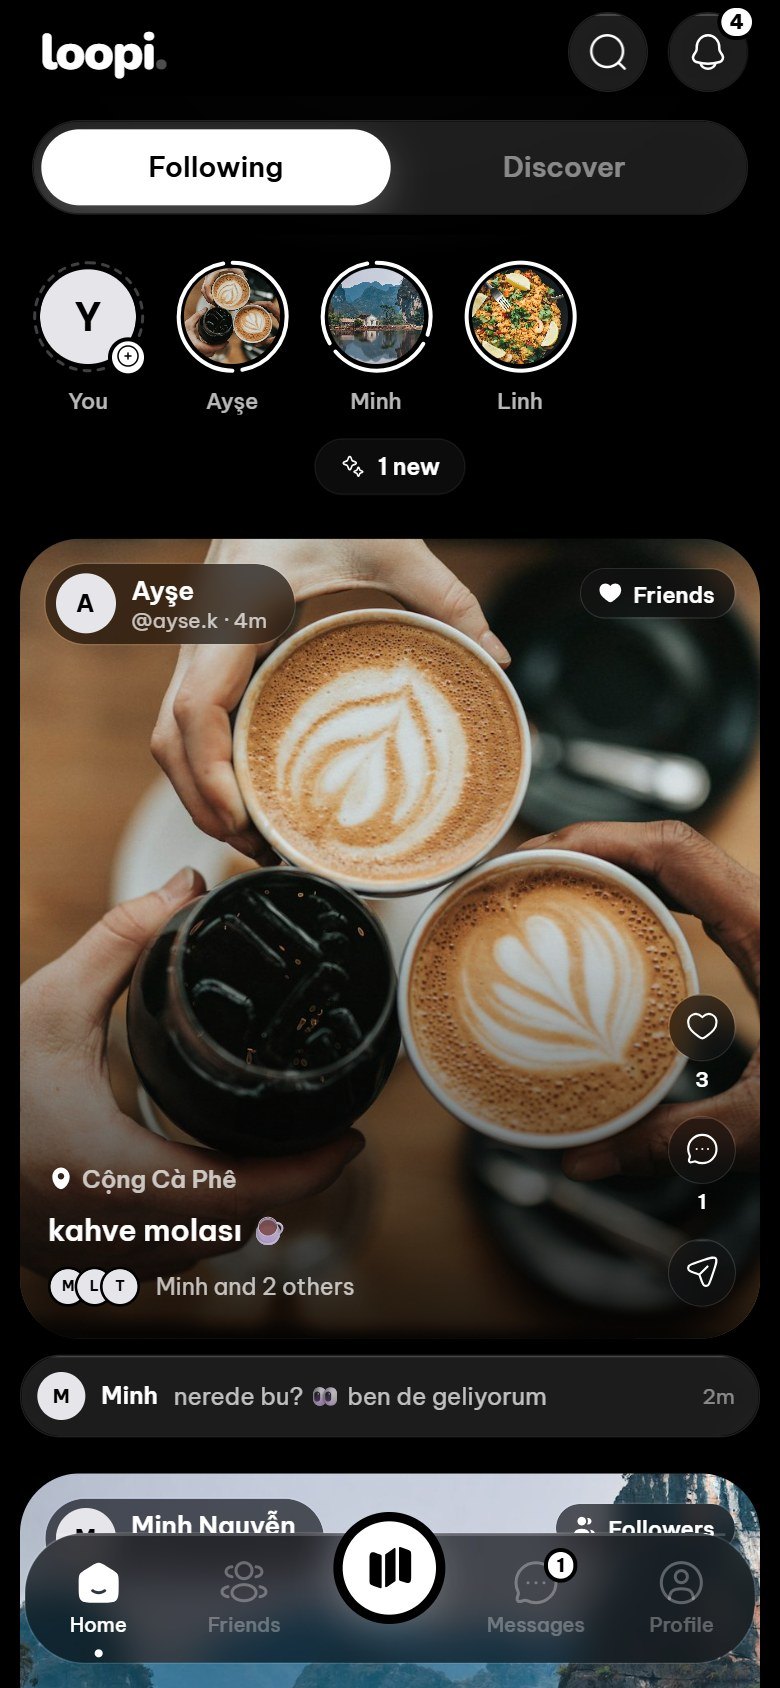 loopi.
4
Following
Discover
Y
You
Ayşe
Minh
Linh
1 new
A
Ayşe
@ayse.k · 4m
Friends
3
1
Cộng Cà Phê
kahve molası ☕
M L T
Minh and 2 others
M
Minh nerede bu? 👀 ben de geliyorum
2m
M
Minh Nguyễn
Followers
1
Home
Friends
Messages
Profile